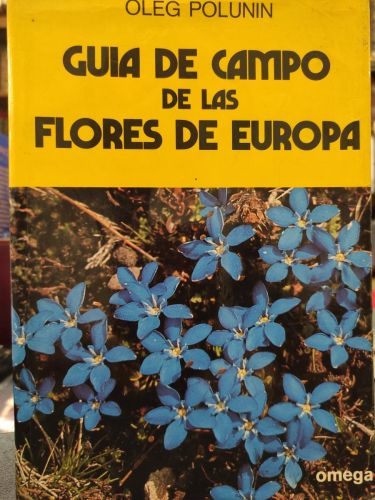 OLEG POLUNIN
GUIA DE CAMPO
DE LAS
FLORES DE EUROPA
omega